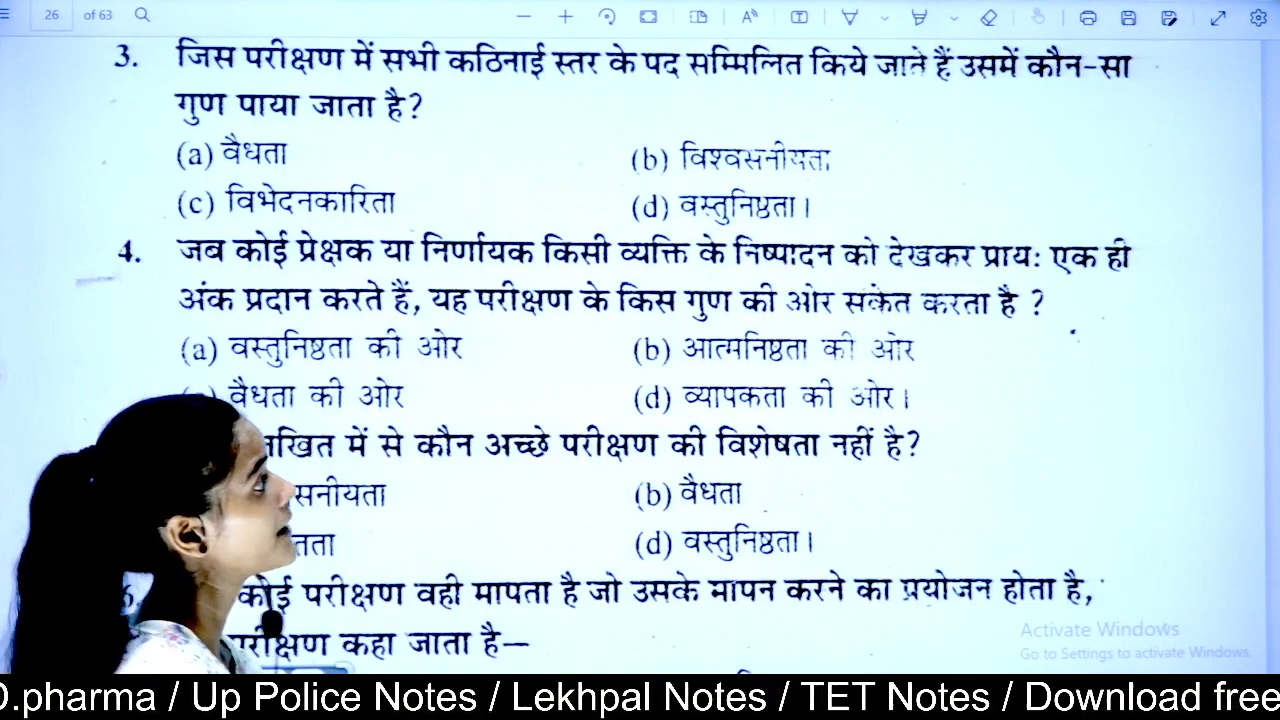 26 of 63
3. जिस परीक्षण में सभी कठिनाई स्तर के पद सम्मिलित किये जाते हैं उसमें कौन-सा
गुण पाया जाता है?
(a) वैधता (b) विश्वसनीयता
(c) विभेदनकारिता (d) वस्तुनिष्ठता।
4. जब कोई प्रेक्षक या निर्णायक किसी व्यक्ति के निष्पादन को देखकर प्रायः एक ही
अंक प्रदान करते हैं, यह परीक्षण के किस गुण की ओर संकेत करता है ?
(a) वस्तुनिष्ठता की ओर (b) आत्मनिष्ठता की ओर
वैधता की ओर (d) व्यापकता की ओर।
में से कौन अच्छे परीक्षण की विशेषता नहीं है?
सनीयता (b) वैधता
(d) वस्तुनिष्ठता।
कोई परीक्षण वही मापता है जो उसके मापन करने का प्रयोजन होता है,
परीक्षण कहा जाता है—
Activate Windows
Go to Settings to activate Windows.
D.pharma / Up Police Notes / Lekhpal Notes / TET Notes / Download free